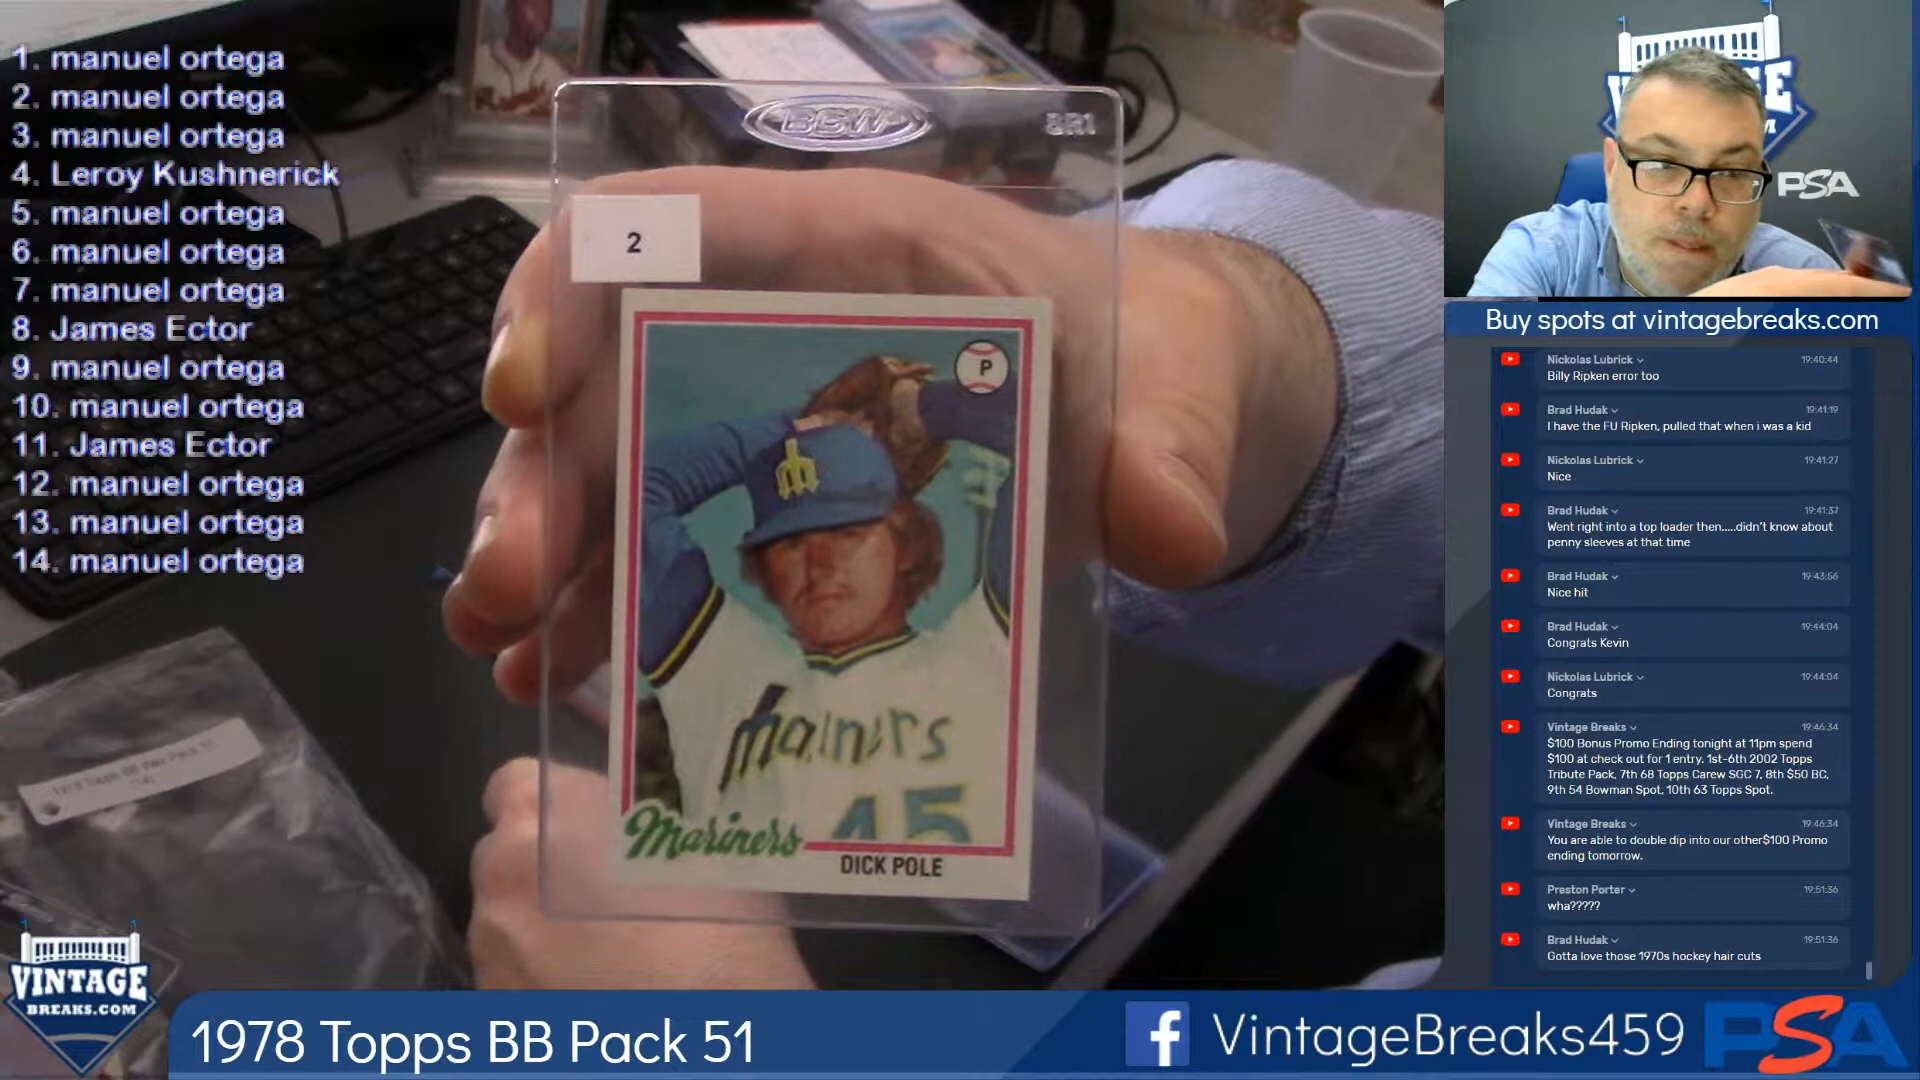 1. manuel ortega
2. manuel ortega
3. manuel ortega
4. Leroy Kushnerick
5. manuel ortega
6. manuel ortega
7. manuel ortega
8. James Ector
9. manuel ortega
10. manuel ortega
11. James Ector
12. manuel ortega
13. manuel ortega
14. manuel ortega
BCW
2
P
Mariners
45
Mariners
DICK POLE
1978 Topps BB Wax Pack 51
VINTAGE
BREAKS.COM
1978 Topps BB Pack 51
VintageBreaks459
PSA
PSA
Buy spots at vintagebreaks.com
Nickolas Lubrick 19:40:44
Billy Ripken error too
Brad Hudak 19:41:19
I have the FU Ripken, pulled that when i was a kid
Nickolas Lubrick 19:41:27
Nice
Brad Hudak 19:41:37
Went right into a top loader then.....didn't know about
penny sleeves at that time
Brad Hudak 19:43:56
Nice hit
Brad Hudak 19:44:04
Congrats Kevin
Nickolas Lubrick 19:44:04
Congrats
Vintage Breaks 19:46:34
$100 Bonus Promo Ending tonight at 11pm spend
$100 at check out for 1 entry. 1st-6th 2002 Topps
Tribute Pack, 7th 68 Topps Carew SGC 7, 8th $50 BC,
9th 54 Bowman Spot, 10th 63 Topps Spot.
Vintage Breaks 19:46:34
You are able to double dip into our other$100 Promo
ending tomorrow.
Preston Porter 19:51:36
wha?????
Brad Hudak 19:51:36
Gotta love those 1970s hockey hair cuts